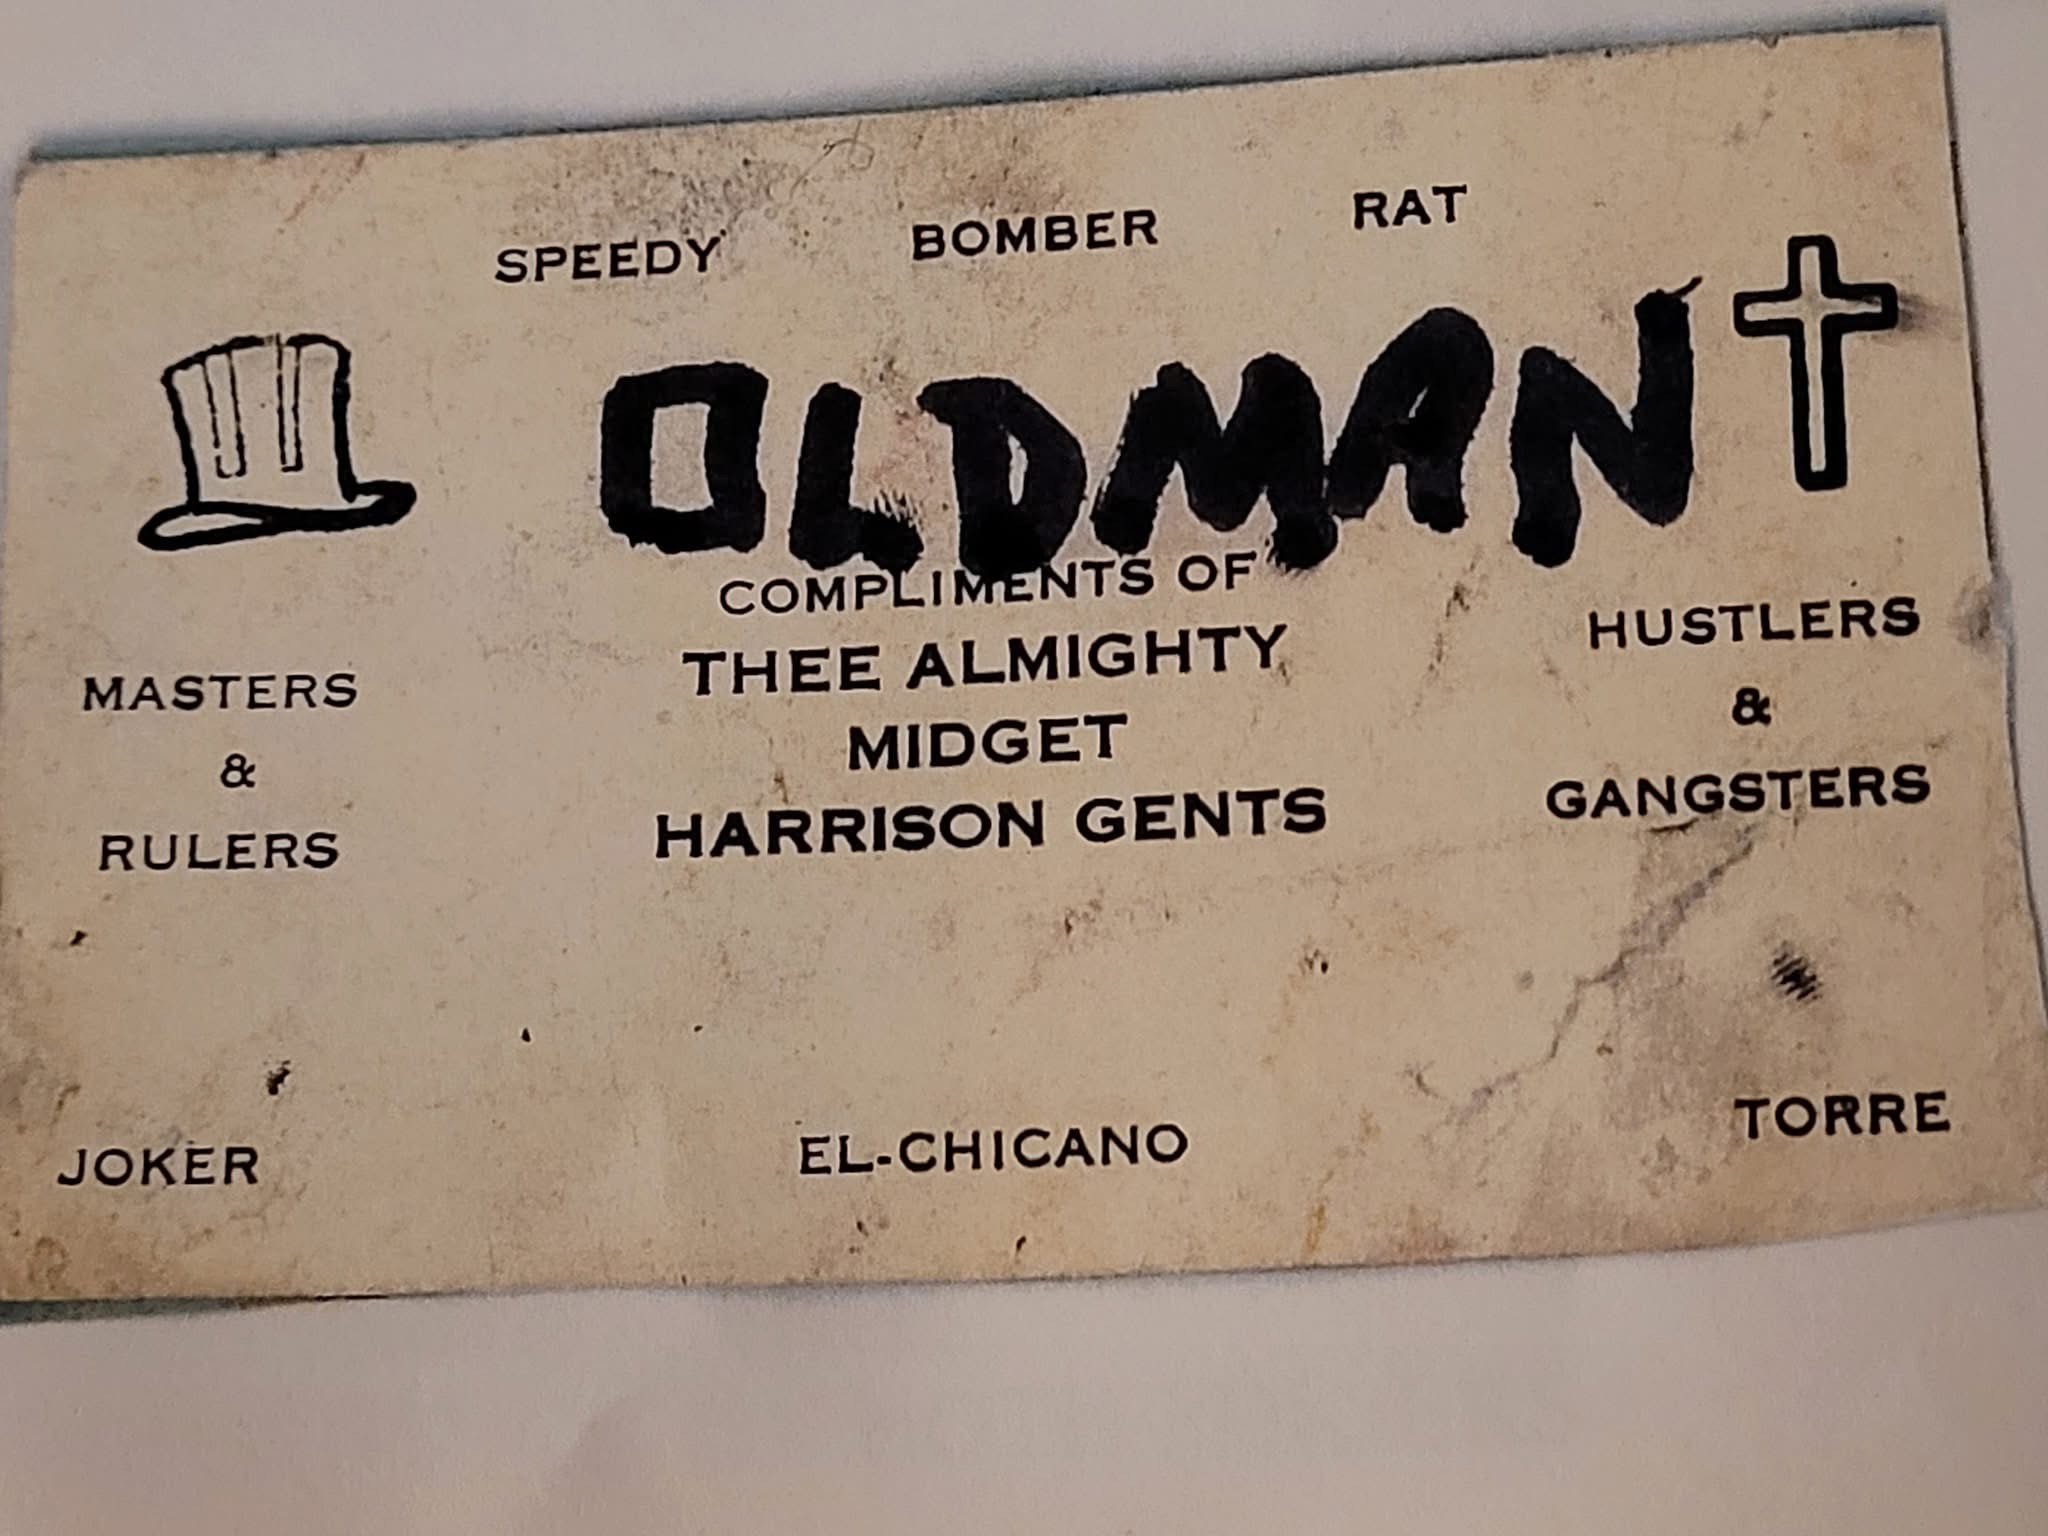 SPEEDY BOMBER RAT
OLDMAN
COMPLIMENTS OF
THEE ALMIGHTY
MIDGET
HARRISON GENTS
MASTERS
&
RULERS
HUSTLERS
&
GANGSTERS
JOKER EL-CHICANO TORRE